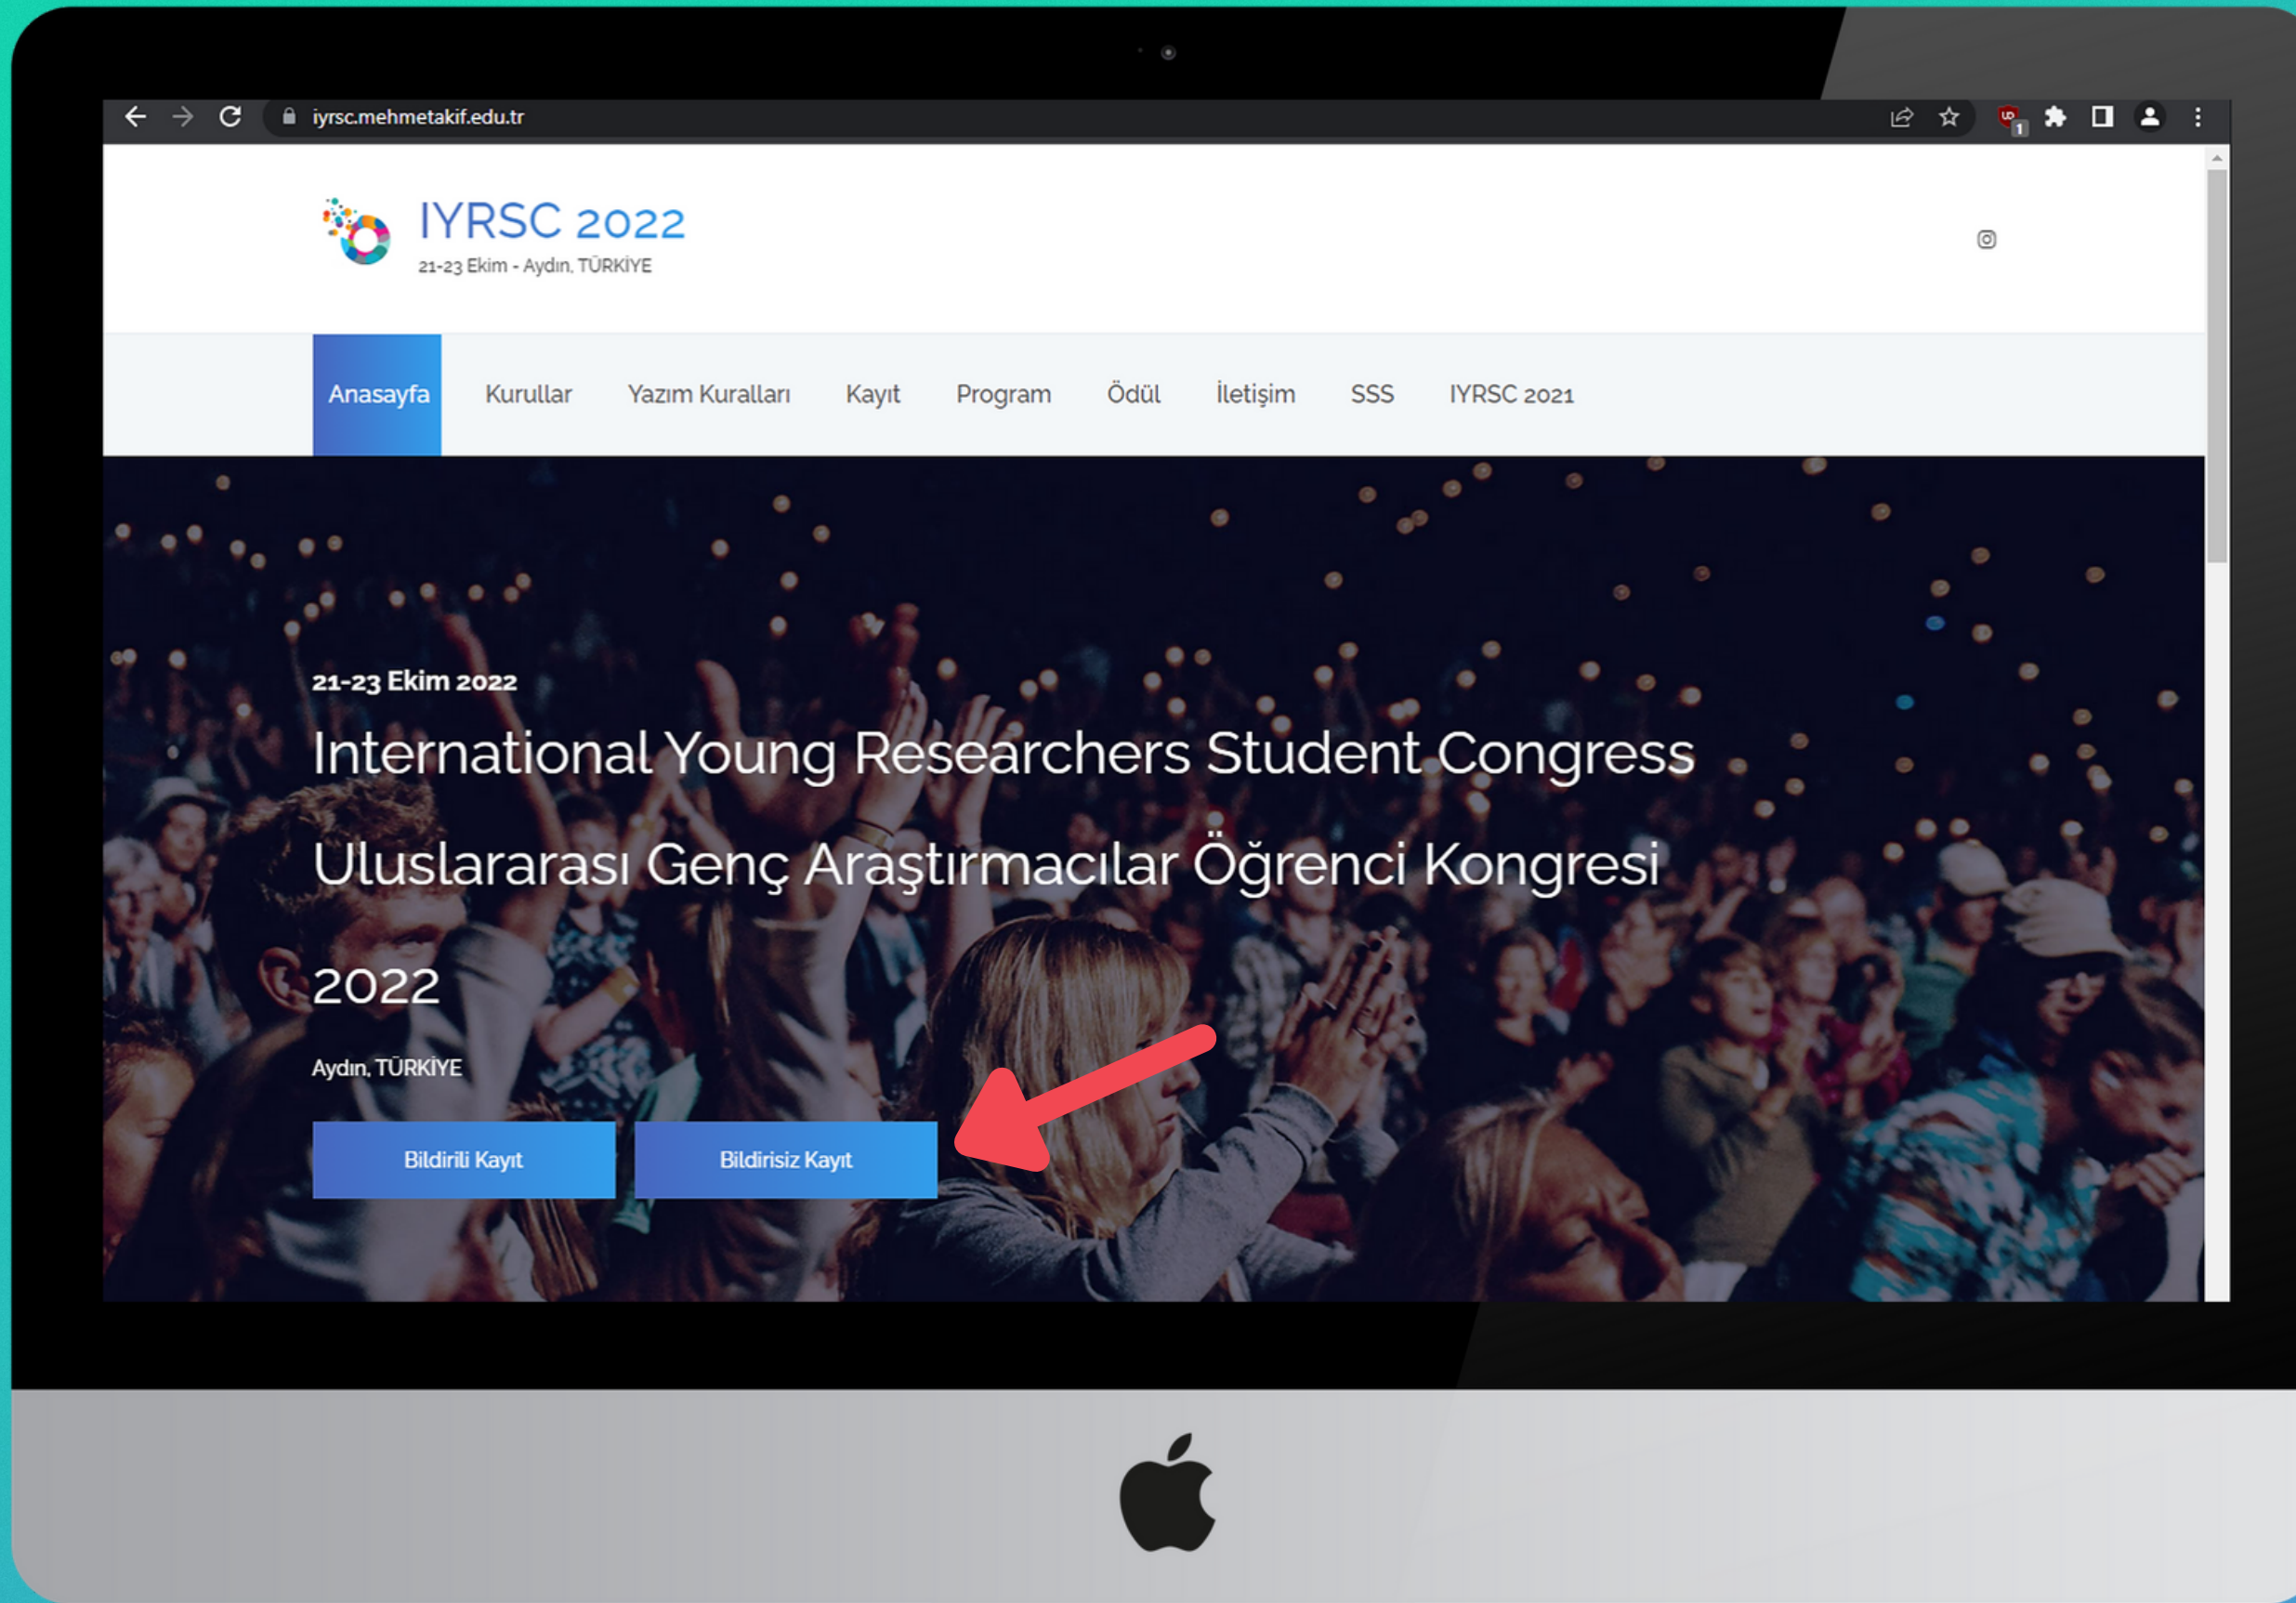 iyrsc.mehmetakif.edu.tr
UD
1
IYRSC 2022
21-23 Ekim - Aydın, TÜRKİYE
Anasayfa Kurullar Yazım Kuralları Kayıt Program Ödül İletişim SSS IYRSC 2021
21-23 Ekim 2022
International Young Researchers Student Congress
Uluslararası Genç Araştırmacılar Öğrenci Kongresi
2022
Aydın, TÜRKİYE
Bildirili Kayıt Bildirisiz Kayıt